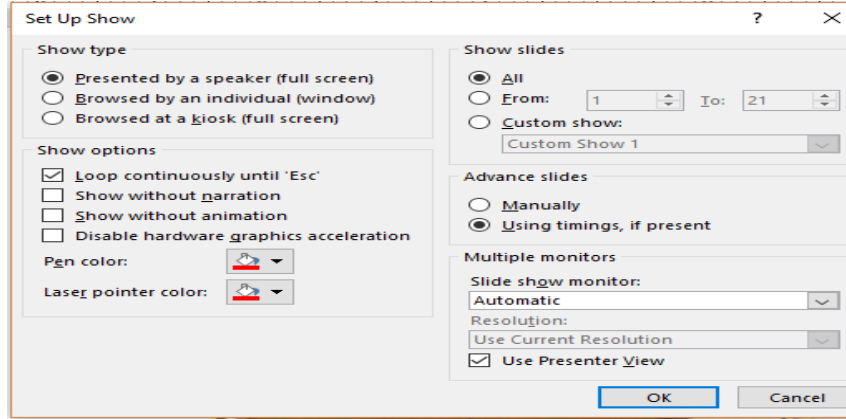 Set Up Show
?
Show type
Presented by a speaker (full screen)
Browsed by an individual (window)
Browsed at a kiosk (full screen)
Show options
Loop continuously until 'Esc'
Show without narration
Show without animation
Disable hardware graphics acceleration
Pen color:
Laser pointer color:
Show slides
All
From: 1 To: 21
Custom show:
Custom Show 1
Advance slides
Manually
Using timings, if present
Multiple monitors
Slide show monitor:
Automatic
Resolution:
Use Current Resolution
Use Presenter View
OK Cancel